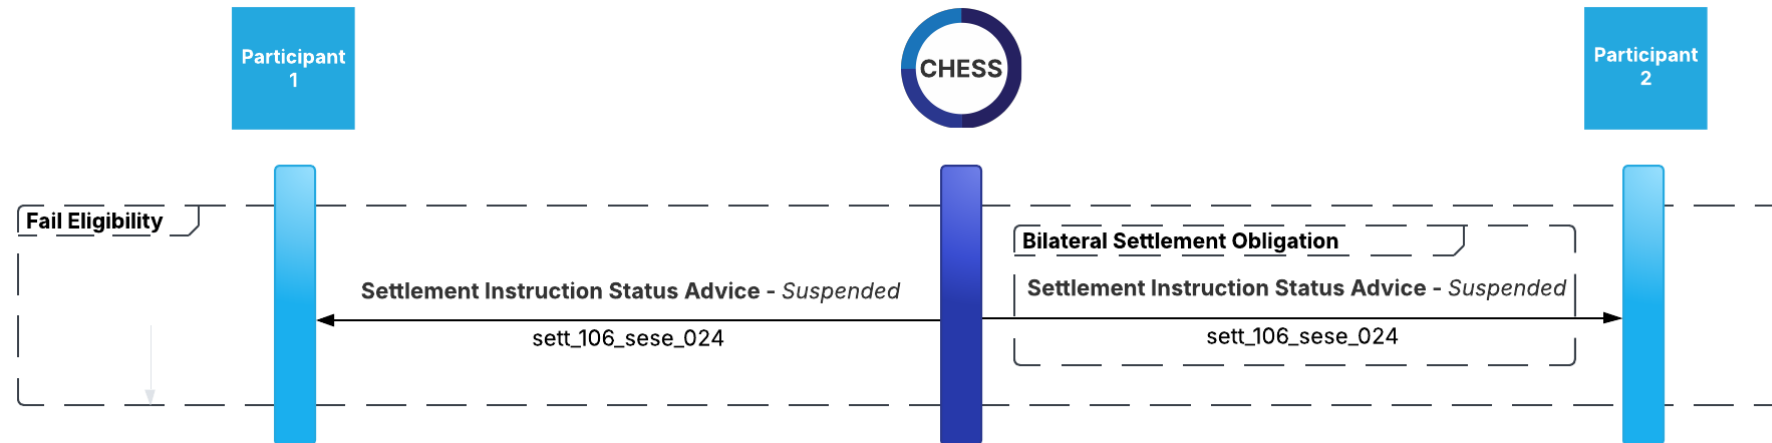 Participant
1
CHESS
Participant
2
Fail Eligibility
Bilateral Settlement Obligation
Settlement Instruction Status Advice - Suspended
sett_106_sese_024
Settlement Instruction Status Advice - Suspended
sett_106_sese_024